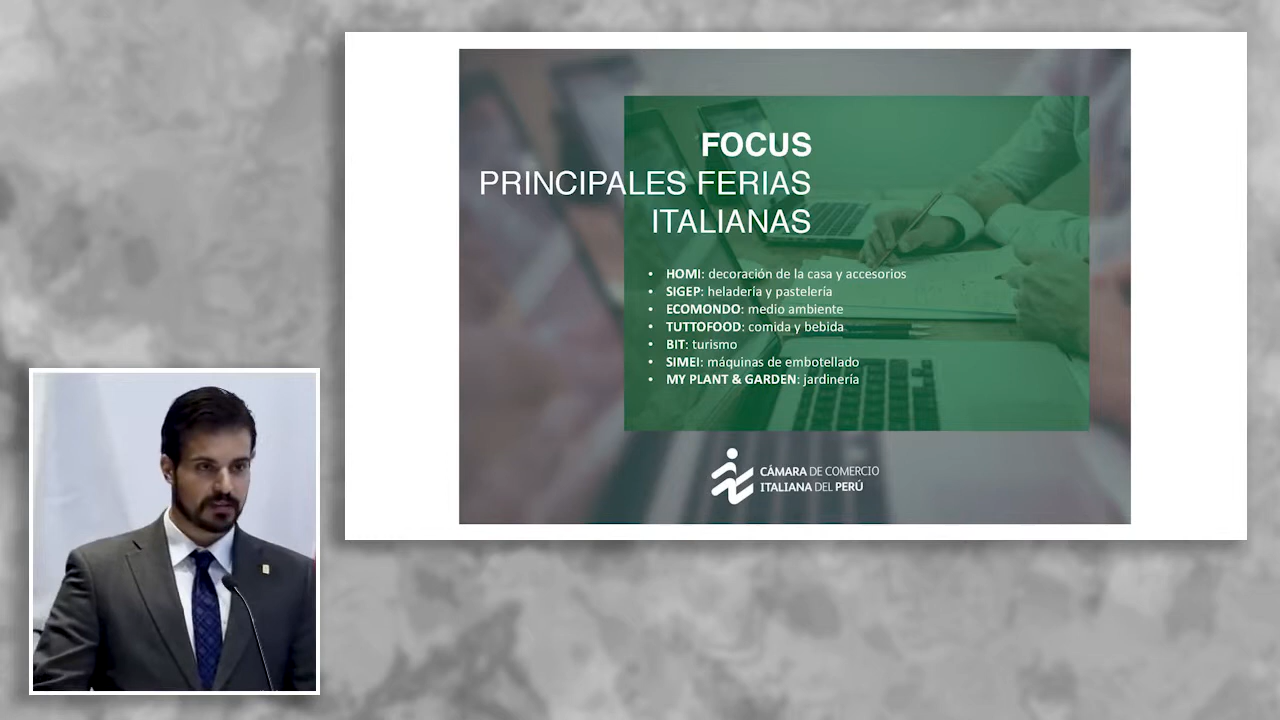 FOCUS
PRINCIPALES FERIAS
ITALIANAS
• HOMI: decoración de la casa y accesorios
• SIGEP: heladería y pastelería
• ECOMONDO: medio ambiente
• TUTTOFOOD: comida y bebida
• BIT: turismo
• SIMEI: máquinas de embotellado
• MY PLANT & GARDEN: jardinería
CÁMARA DE COMERCIO
ITALIANA DEL PERÚ